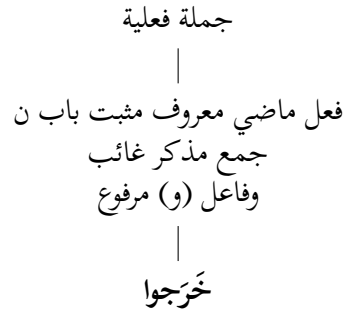 جملة فعلية
فعل ماضي معروف مثبت باب ن
جمع مذكر غائب
وفاعل (و) مرفوع
خَرَجوا